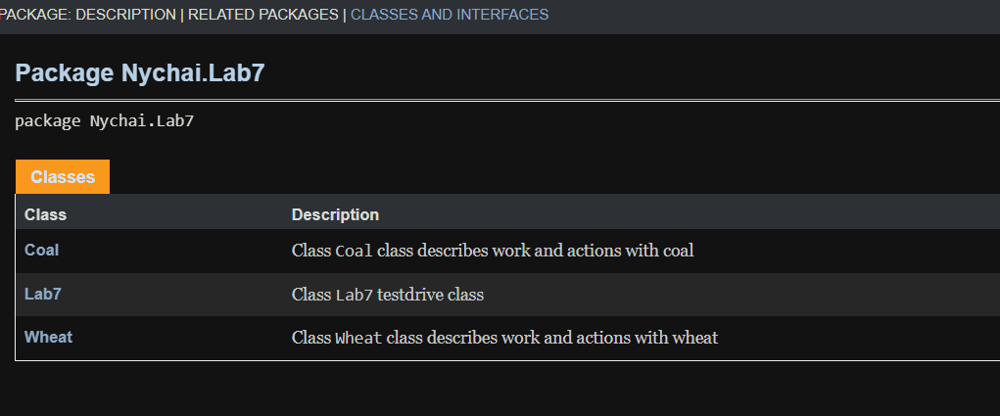 PACKAGE: DESCRIPTION | RELATED PACKAGES | CLASSES AND INTERFACES
Package Nychai.Lab7
package Nychai.Lab7
Classes
Class Description
Coal Class Coal class describes work and actions with coal
Lab7 Class Lab7 testdrive class
Wheat Class Wheat class describes work and actions with wheat